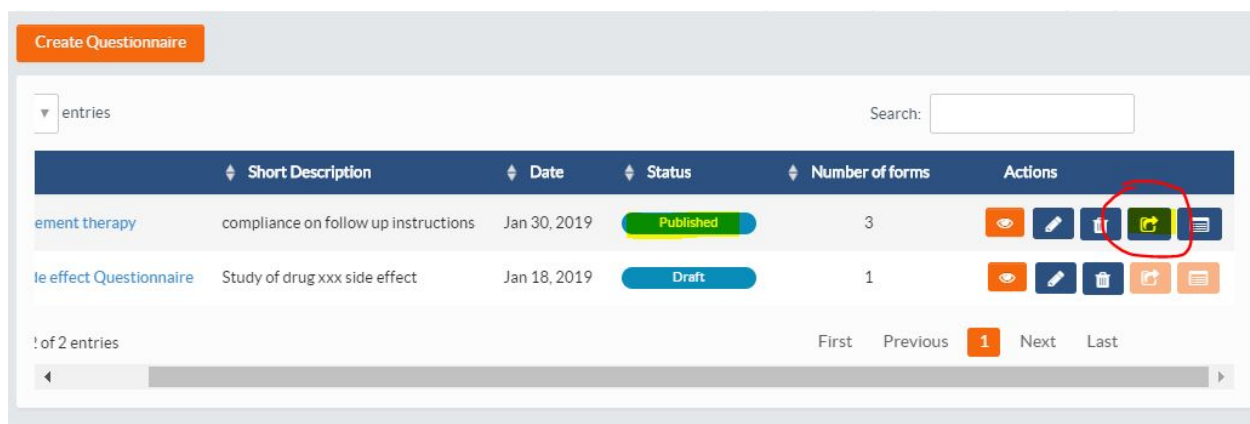 Create Questionnaire
entries Search:
Short Description Date Status Number of forms Actions
ement therapy compliance on follow up instructions Jan 30, 2019 Published 3
de effect Questionnaire Study of drug xxx side effect Jan 18, 2019 Draft 1
of 2 entries First Previous 1 Next Last